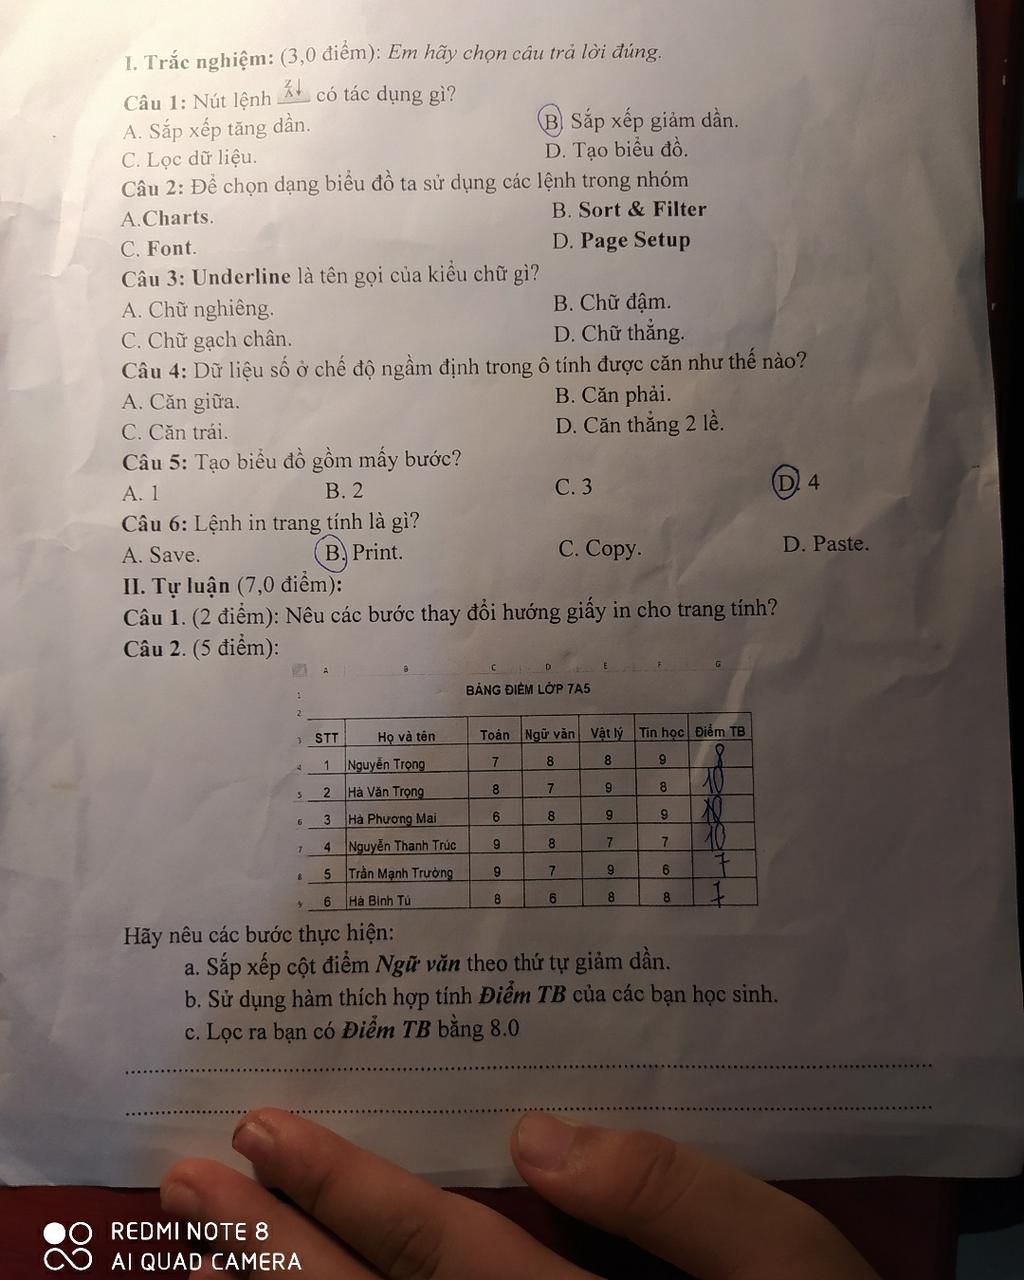 I. Trắc nghiệm: (3,0 điểm): Em hãy chọn câu trả lời đúng.
Câu 1: Nút lệnh Z A có tác dụng gì?
A. Sắp xếp tăng dần. B. Sắp xếp giảm dần.
C. Lọc dữ liệu. D. Tạo biểu đồ.
Câu 2: Để chọn dạng biểu đồ ta sử dụng các lệnh trong nhóm
A.Charts. B. Sort & Filter
C. Font. D. Page Setup
Câu 3: Underline là tên gọi của kiểu chữ gì?
A. Chữ nghiêng. B. Chữ đậm.
C. Chữ gạch chân. D. Chữ thẳng.
Câu 4: Dữ liệu số ở chế độ ngầm định trong ô tính được căn như thế nào?
A. Căn giữa. B. Căn phải.
C. Căn trái. D. Căn thẳng 2 lề.
Câu 5: Tạo biểu đồ gồm mấy bước?
A. 1 B. 2 C. 3 D. 4
Câu 6: Lệnh in trang tính là gì?
A. Save. B. Print. C. Copy. D. Paste.
II. Tự luận (7,0 điểm):
Câu 1. (2 điểm): Nêu các bước thay đổi hướng giấy in cho trang tính?
Câu 2. (5 điểm):
A B C D E F G
1 BẢNG ĐIỂM LỚP 7A5
2
3 STT Họ và tên Toán Ngữ văn Vật lý Tin học Điểm TB
4 1 Nguyễn Trọng 7 8 8 9 8
5 2 Hà Văn Trọng 8 7 9 8 10
6 3 Hà Phương Mai 6 8 9 9
7 4 Nguyễn Thanh Trúc 9 8 7 7 10
8 5 Trần Mạnh Trường 9 7 9 6 7
9 6 Hà Bình Tú 8 6 8 8 7
Hãy nêu các bước thực hiện:
a. Sắp xếp cột điểm Ngữ văn theo thứ tự giảm dần.
b. Sử dụng hàm thích hợp tính Điểm TB của các bạn học sinh.
c. Lọc ra bạn có Điểm TB bằng 8.0
REDMI NOTE 8
AI QUAD CAMERA